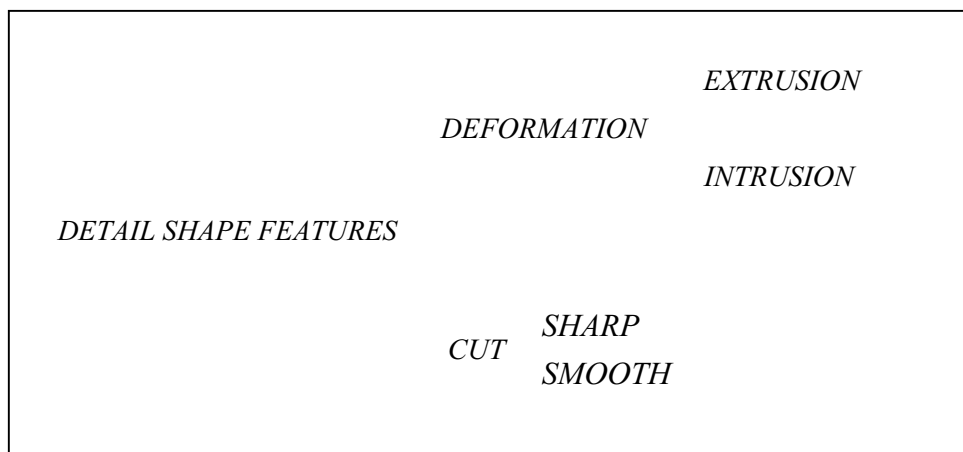 EXTRUSION
DEFORMATION
INTRUSION
DETAIL SHAPE FEATURES
SHARP
CUT
SMOOTH